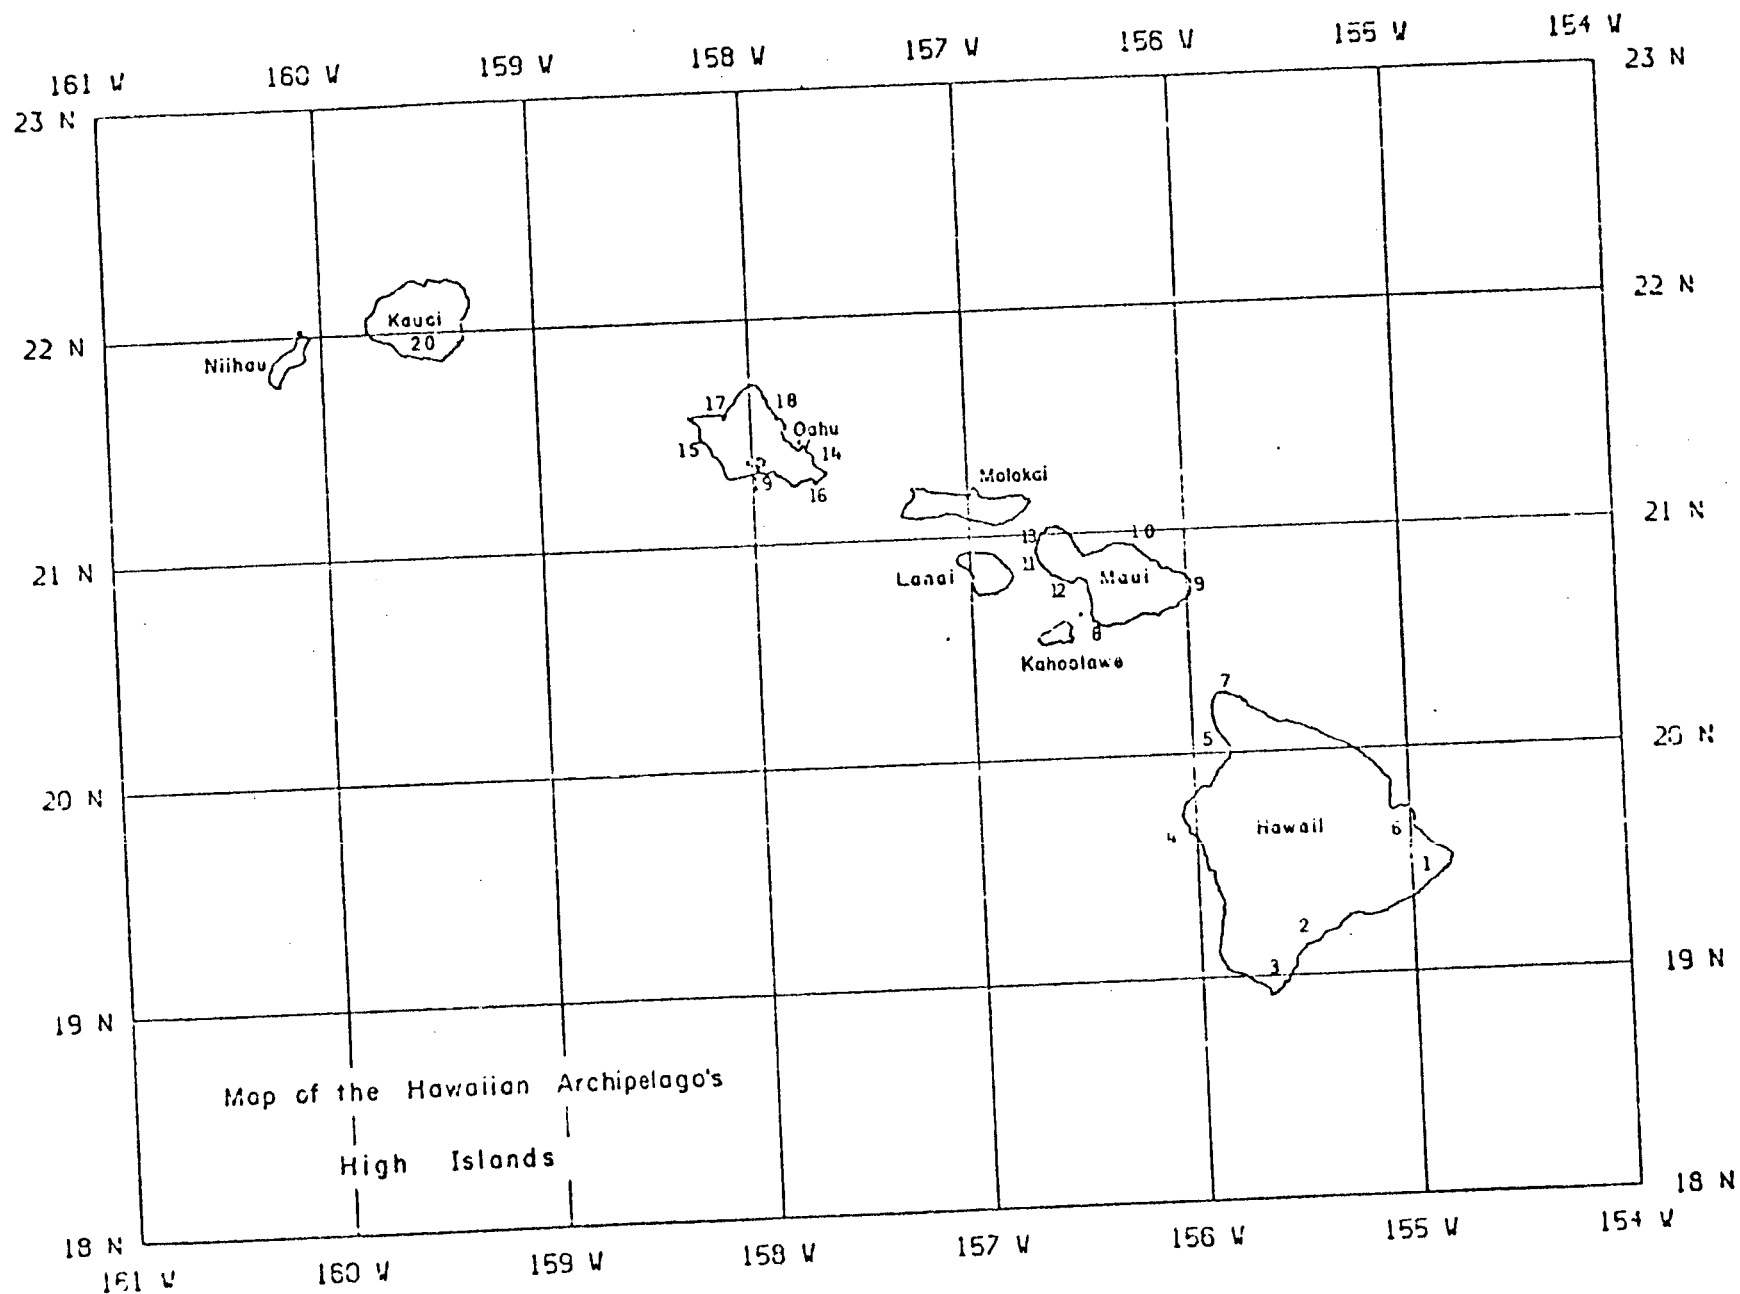 161 W 160 W 159 W 158 W 157 W 156 W 155 W 154 W
23 N 23 N
22 N 22 N
Kauai
20
Niihau
17 18
Oahu
15 14
19 16
Molokai
21 N 21 N
13 10
11 Maui 9
Lanai
12
8
Kahoolawe
7
5
20 N 20 N
4 Hawaii 6
1
2
3
19 N 19 N
Map of the Hawaiian Archipelago's
High Islands
18 N 18 N
161 W 160 W 159 W 158 W 157 W 156 W 155 W 154 W